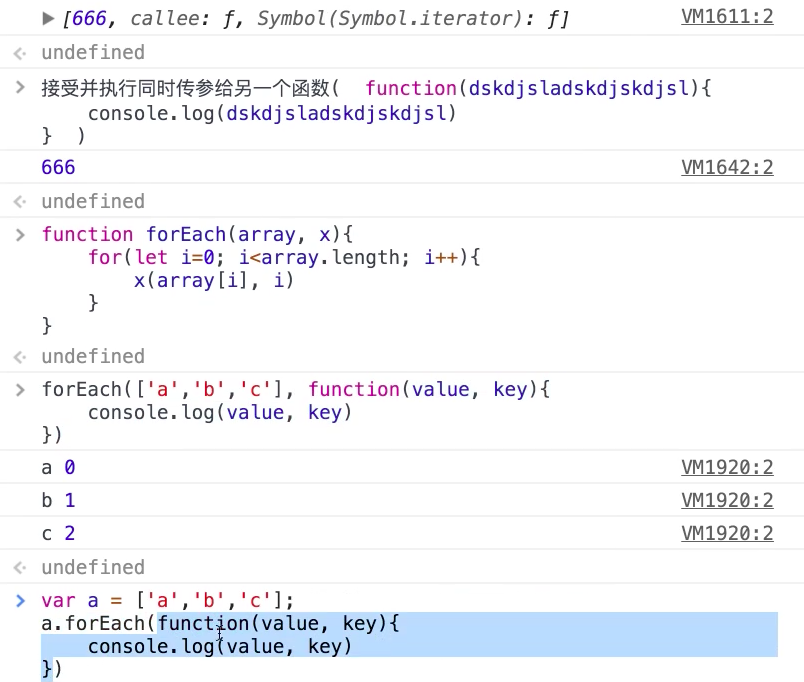 ▶[666, callee: ƒ, Symbol(Symbol.iterator): ƒ] VM1611:2
undefined
接受并执行同时传参给另一个函数(  function(dskdjsladskdjskdjsl){
    console.log(dskdjsladskdjskdjsl)
}  )
666 VM1642:2
undefined
function forEach(array, x){
    for(let i=0; i<array.length; i++){
        x(array[i], i)
    }
}
undefined
forEach(['a','b','c'], function(value, key){
    console.log(value, key)
})
a 0 VM1920:2
b 1 VM1920:2
c 2 VM1920:2
undefined
var a = ['a','b','c'];
a.forEach(function(value, key){
    console.log(value, key)
})